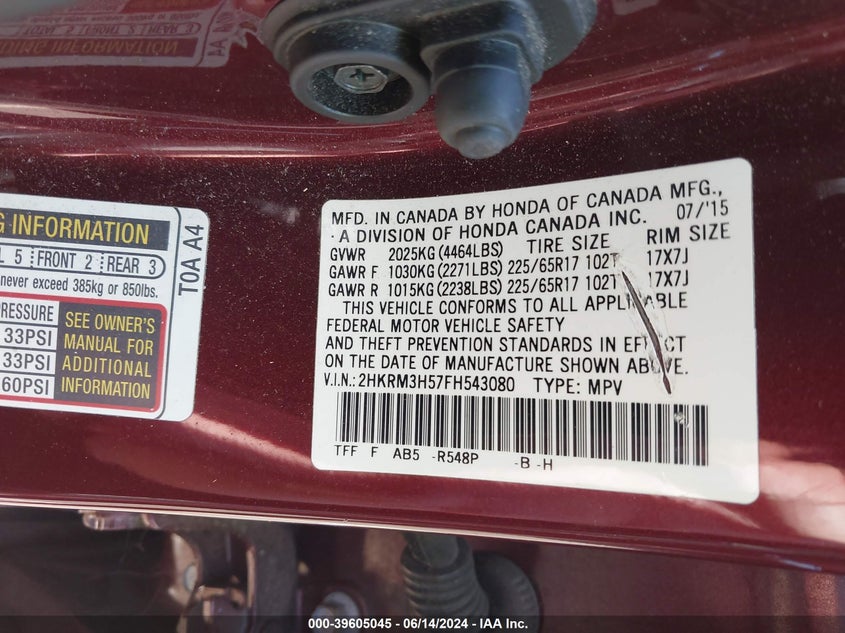 MFD. IN CANADA BY HONDA OF CANADA MFG.,
A DIVISION OF HONDA CANADA INC. 07/'15
GVWR 2025KG(4464LBS) TIRE SIZE RIM SIZE
GAWR F 1030KG(2271LBS) 225/65R17 102T 17X7J
GAWR R 1015KG(2238LBS) 225/65R17 102T 17X7J
THIS VEHICLE CONFORMS TO ALL APPLICABLE
FEDERAL MOTOR VEHICLE SAFETY
AND THEFT PREVENTION STANDARDS IN EFFECT
ON THE DATE OF MANUFACTURE SHOWN ABOVE.
V.I.N.: 2HKRM3H57FH543080 TYPE: MPV
TFF F AB5 -R548P -B -H
G INFORMATION
L 5 FRONT 2 REAR 3
never exceed 385kg or 850lbs.
PRESSURE
33PSI
33PSI
60PSI
SEE OWNER'S
MANUAL FOR
ADDITIONAL
INFORMATION
T0A A4
000-39605045 - 06/14/2024 - IAA Inc.